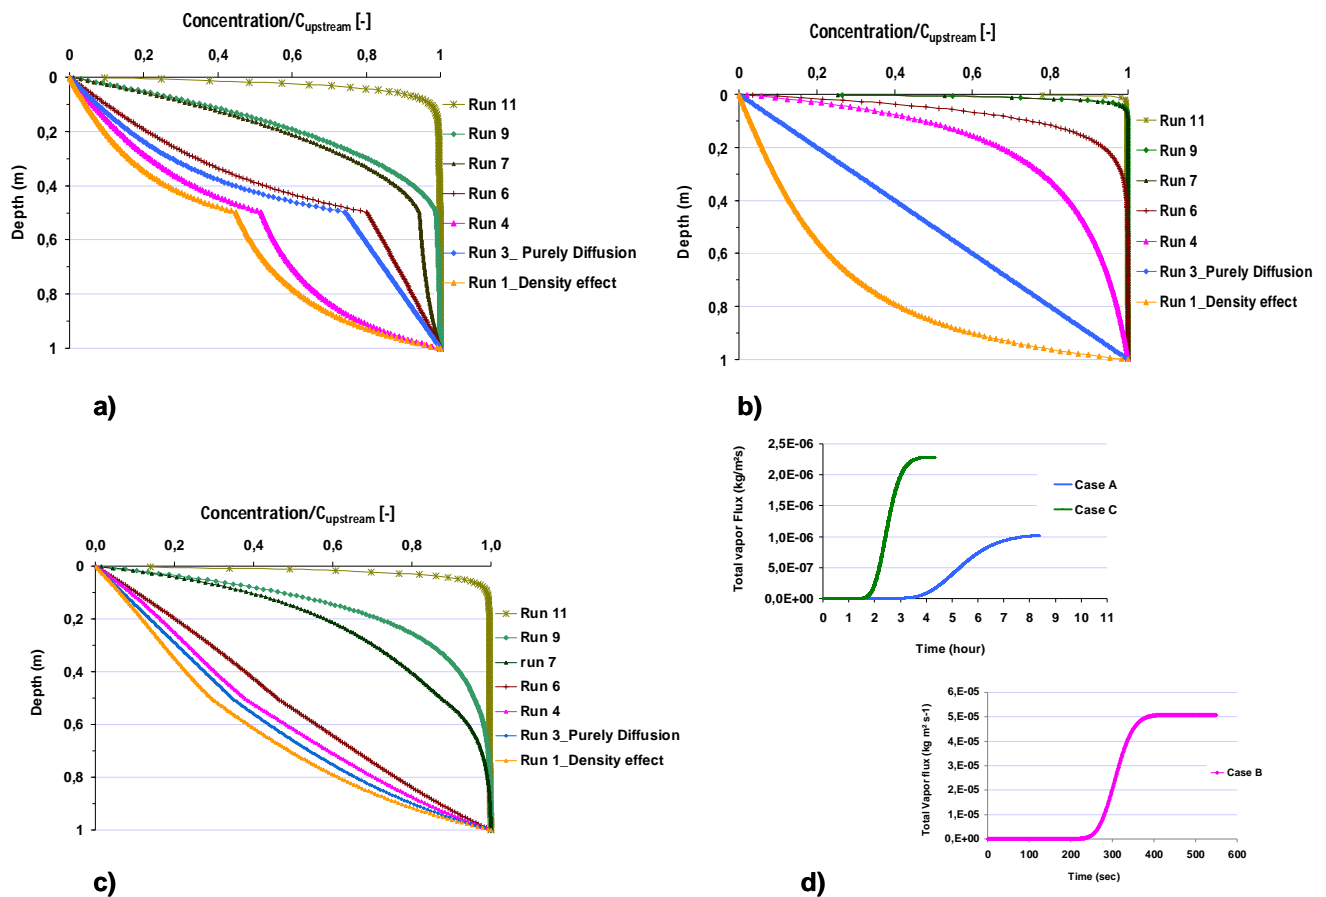 Concentration/Cupstream [-]
0 0,2 0,4 0,6 0,8 1
0
0,2
0,4
0,6
0,8
1
Depth (m)
Run 11
Run 9
Run 7
Run 6
Run 4
Run 3_ Purely Diffusion
Run 1_Density effect
a)
Concentration/Cupstream [-]
0 0,2 0,4 0,6 0,8 1
0
0,2
0,4
0,6
0,8
1
Depth (m)
Run 11
Run 9
Run 7
Run 6
Run 4
Run 3_Purely Diffusion
Run 1_Density effect
b)
Concentration/Cupstream [-]
0,0 0,2 0,4 0,6 0,8 1,0
0
0,2
0,4
0,6
0,8
1
Depth (m)
Run 11
Run 9
run 7
Run 6
Run 4
Run 3_Purely Diffusion
Run 1_Density effect
c)
Total vapor Flux (kg/m²s)
2,5E-06
2,0E-06
1,5E-06
1,0E-06
5,0E-07
0,0E+00
0 1 2 3 4 5 6 7 8 9 10 11
Time (hour)
Case A
Case C
Total Vapor flux (kg m² s-1)
6,E-05
5,E-05
4,E-05
3,E-05
2,E-05
1,E-05
0,E+00
0 100 200 300 400 500 600
Time (sec)
Case B
d)